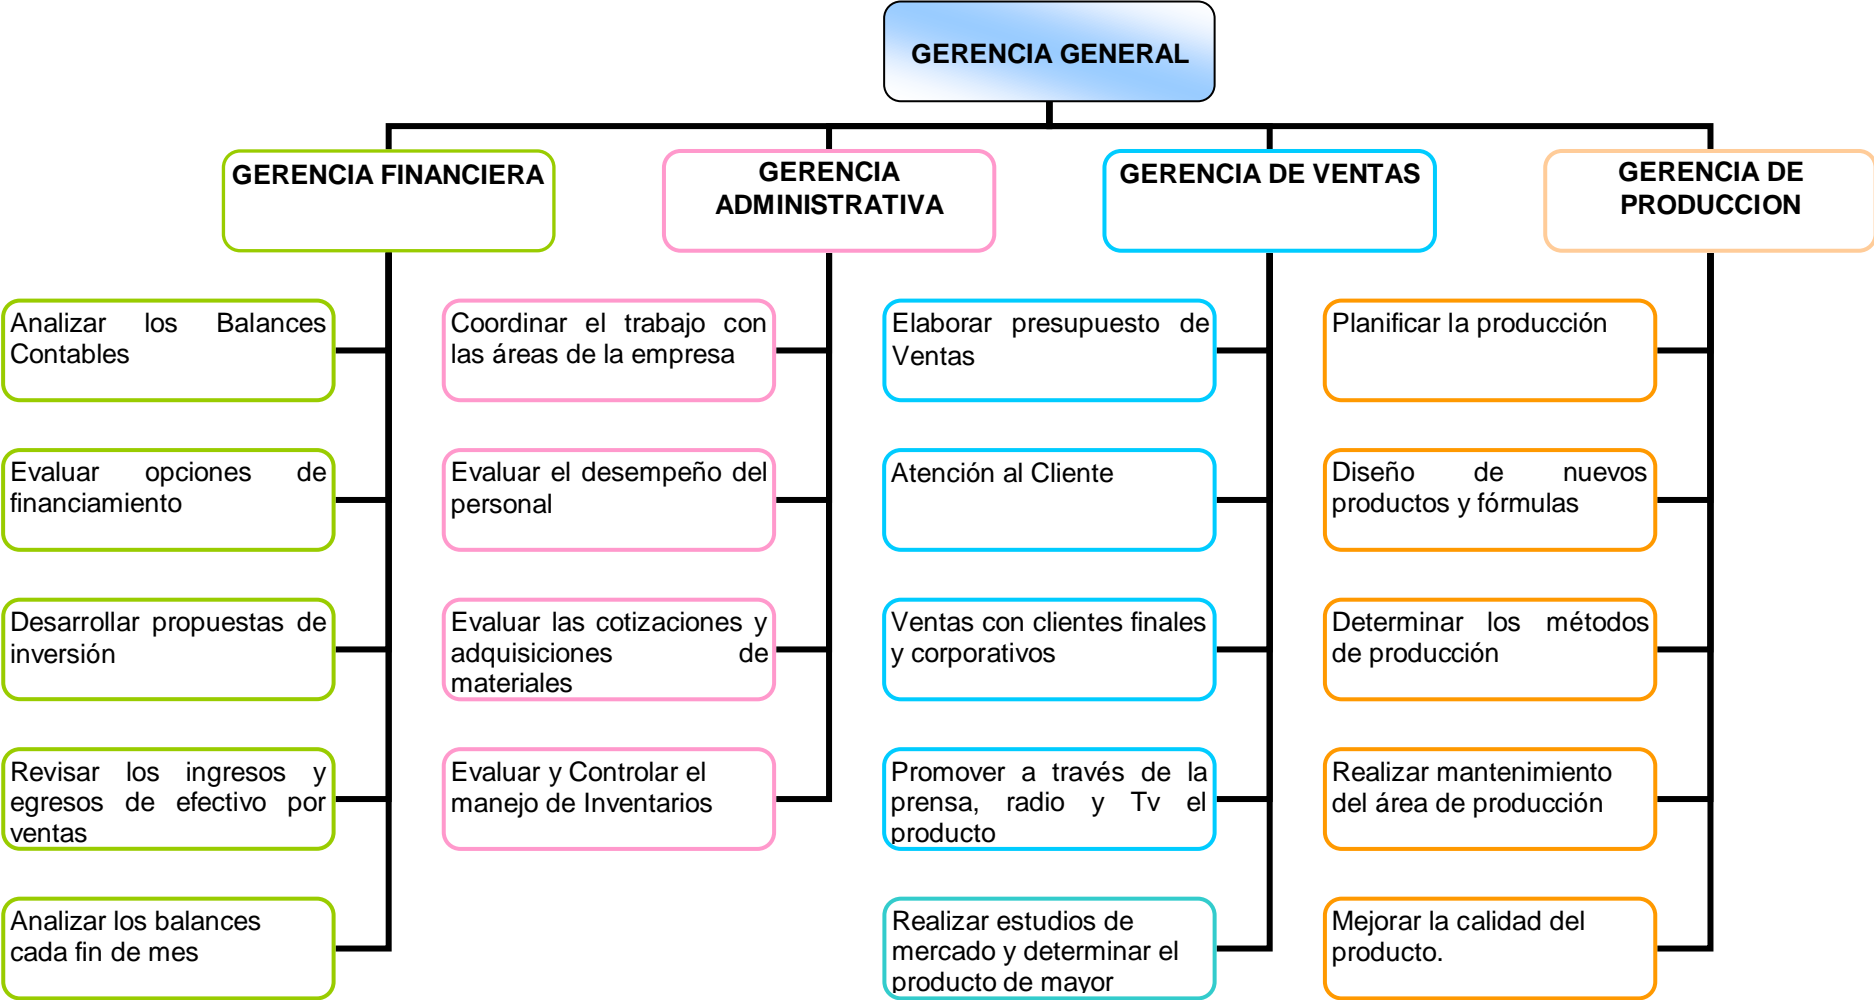 GERENCIA GENERAL
GERENCIA FINANCIERA
GERENCIA
ADMINISTRATIVA
GERENCIA DE VENTAS
GERENCIA DE
PRODUCCION
Analizar los Balances
Contables
Evaluar opciones de
financiamiento
Desarrollar propuestas de
inversión
Revisar los ingresos y
egresos de efectivo por
ventas
Analizar los balances
cada fin de mes
Coordinar el trabajo con
las áreas de la empresa
Evaluar el desempeño del
personal
Evaluar las cotizaciones y
adquisiciones de
materiales
Evaluar y Controlar el
manejo de Inventarios
Elaborar presupuesto de
Ventas
Atención al Cliente
Ventas con clientes finales
y corporativos
Promover a través de la
prensa, radio y Tv el
producto
Realizar estudios de
mercado y determinar el
producto de mayor
Planificar la producción
Diseño de nuevos
productos y fórmulas
Determinar los métodos
de producción
Realizar mantenimiento
del área de producción
Mejorar la calidad del
producto.